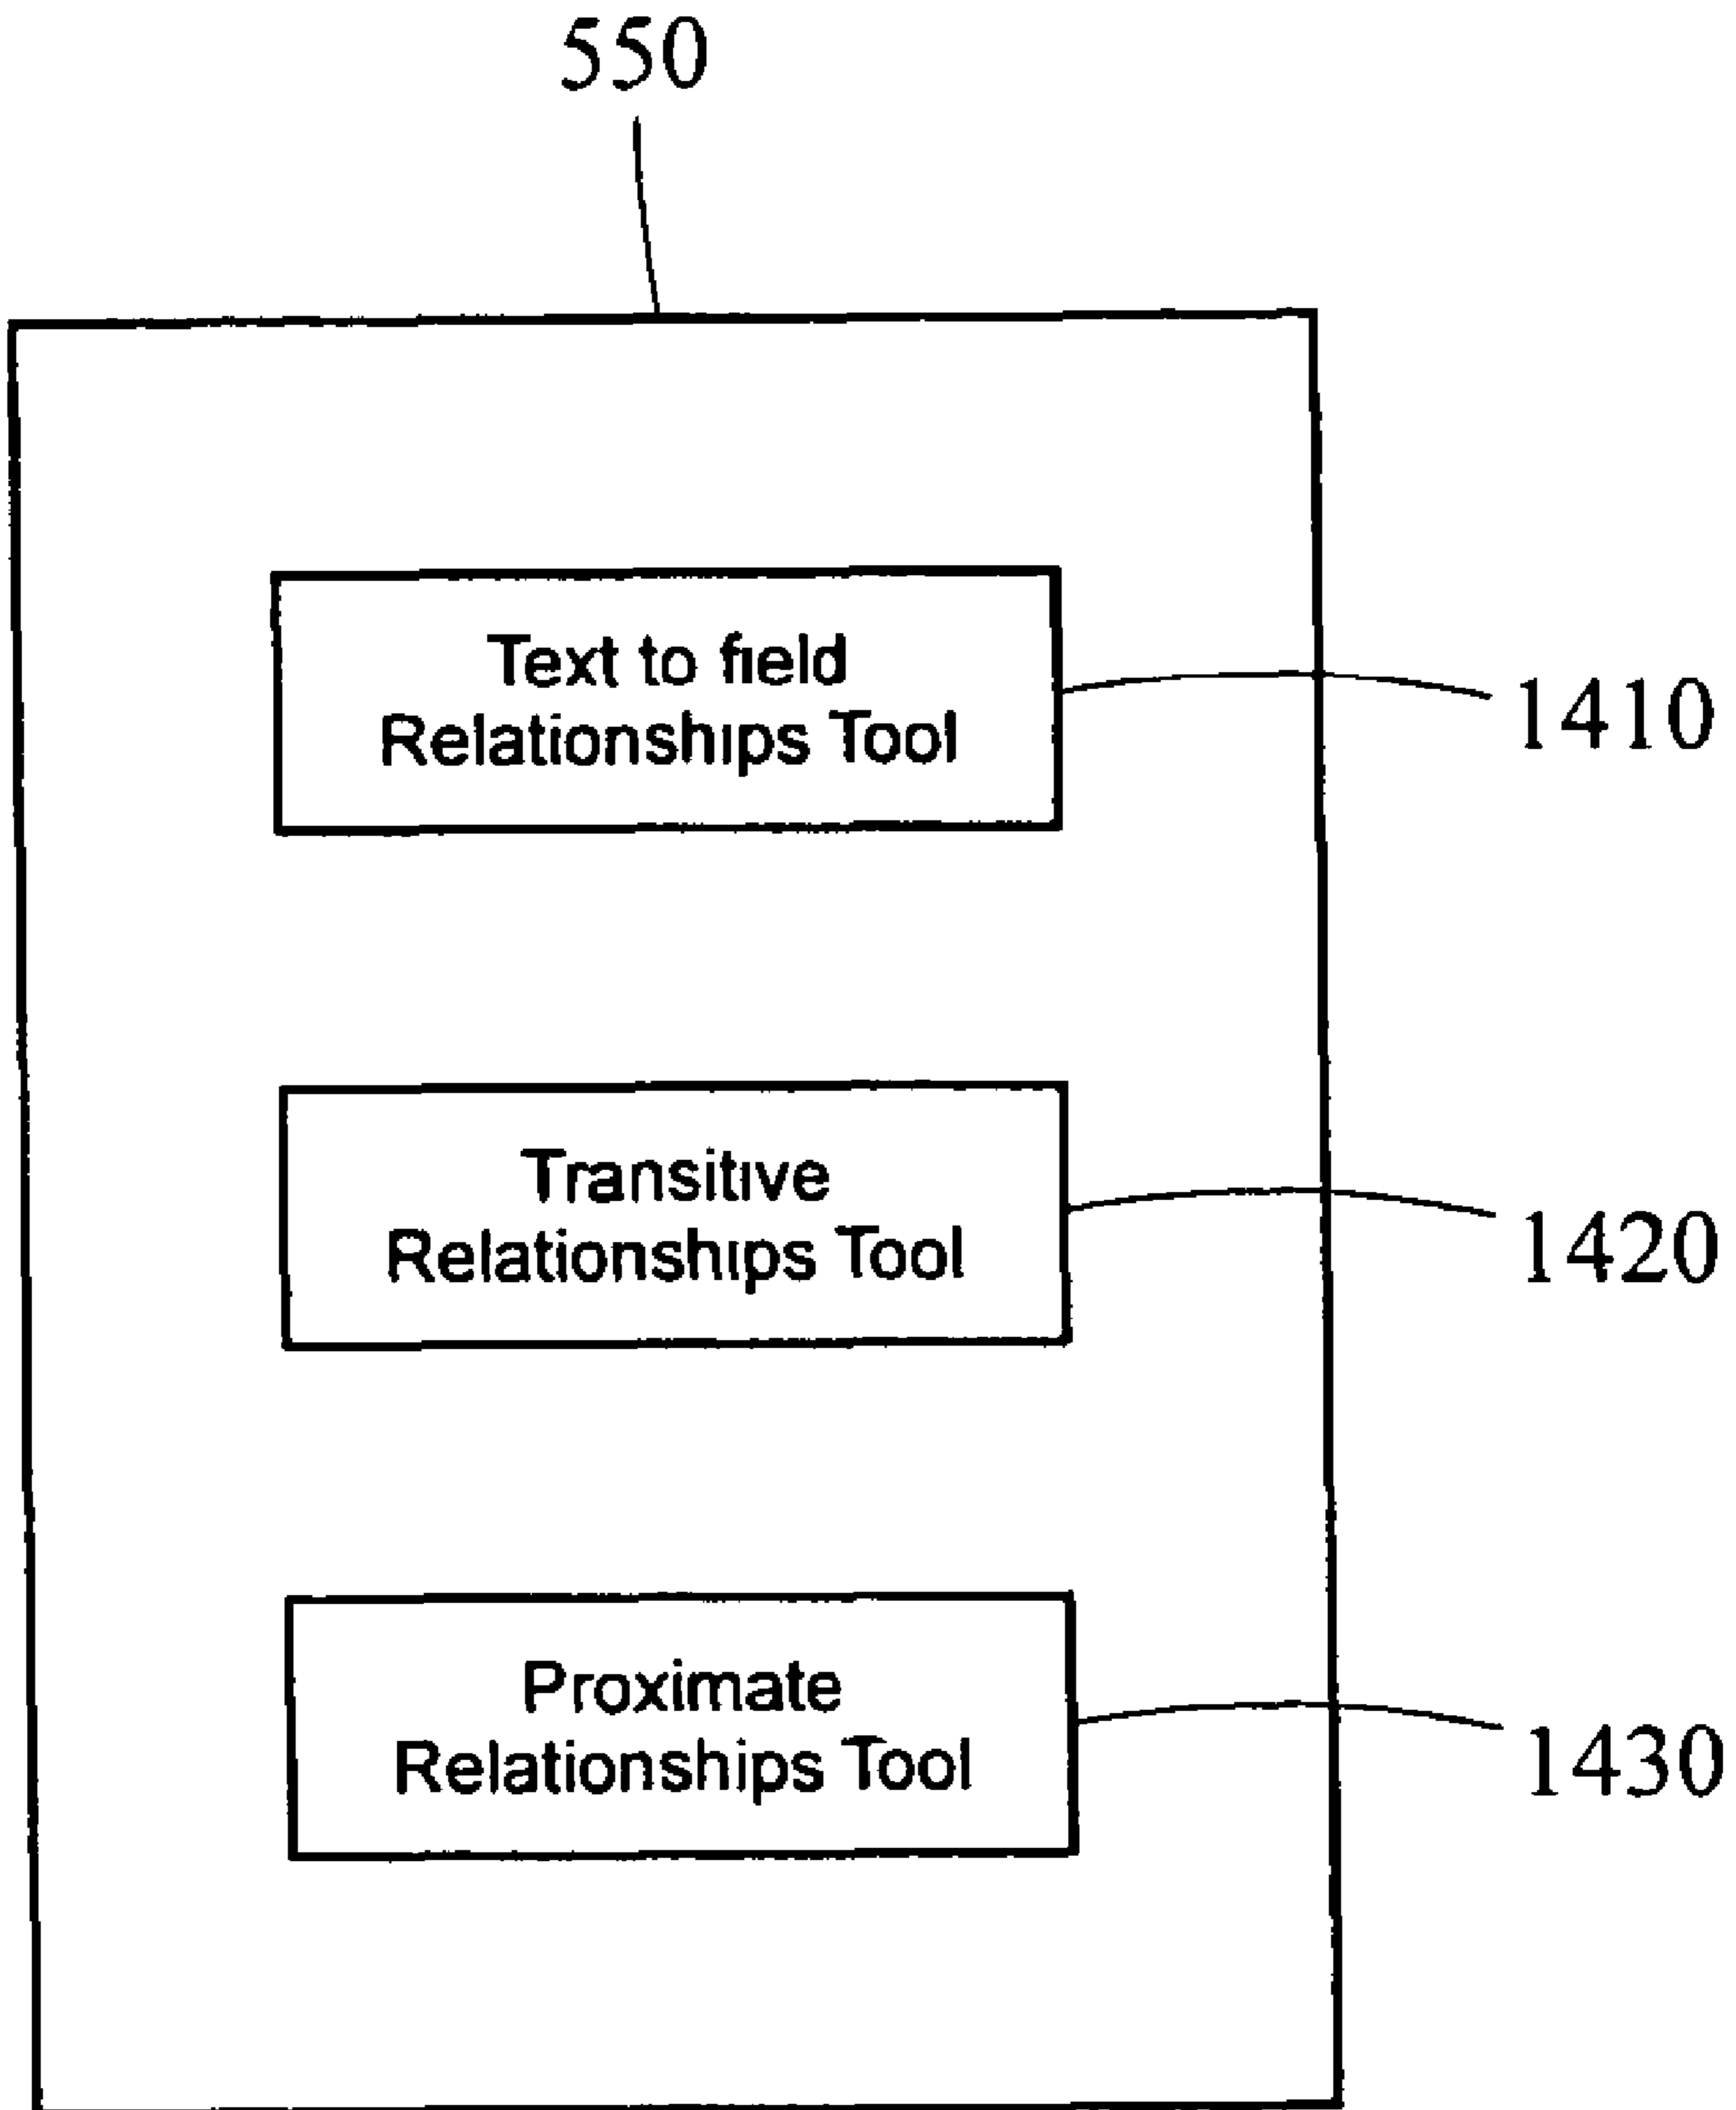 550
Text to field
Relationships Tool
1410
Transitive
Relationships Tool
1420
Proximate
Relationships Tool
1430